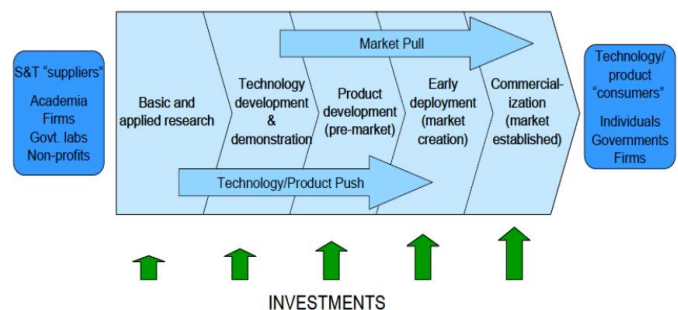 S&T "suppliers"
Academia
Firms
Govt. labs
Non-profits
Basic and
applied research
Technology
development
&
demonstration
Product
development
(pre-market)
Early
deployment
(market
creation)
Commercial-
ization
(market
established)
Market Pull
Technology/Product Push
Technology/
product
"consumers"
Individuals
Governments
Firms
INVESTMENTS